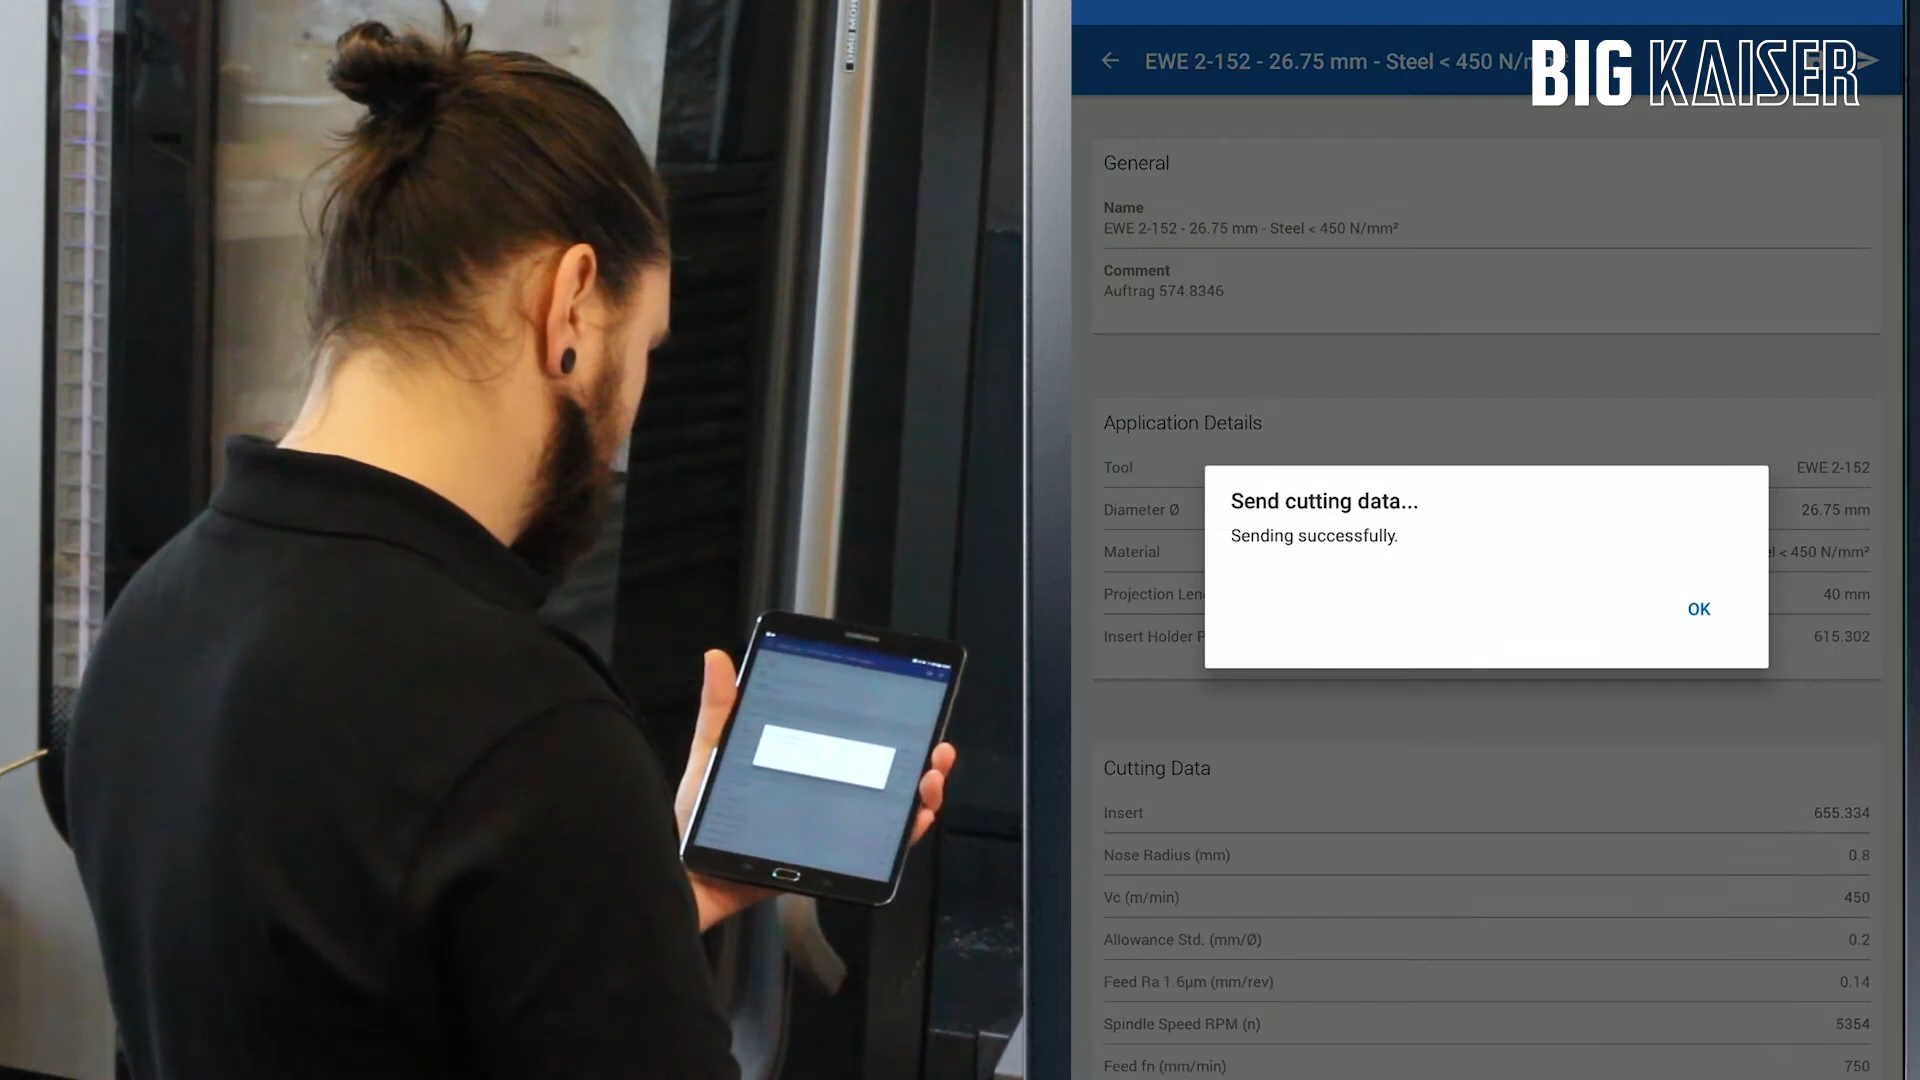 BIG KAISER
EWE 2-152 - 26.75 mm - Steel < 450 N/m
General
Name
EWE 2-152 - 26.75 mm - Steel < 450 N/mm²
Comment
Auftrag 574.8346
Application Details
Tool EWE 2-152
Diameter Ø 26.75 mm
Material el < 450 N/mm²
Projection Len 40 mm
Insert Holder P 615.302
Send cutting data...
Sending successfully.
OK
Cutting Data
Insert 655.334
Nose Radius (mm) 0.8
Vc (m/min) 450
Allowance Std. (mm/Ø) 0.2
Feed Ra 1.6µm (mm/rev) 0.14
Spindle Speed RPM (n) 5354
Feed fn (mm/min) 750